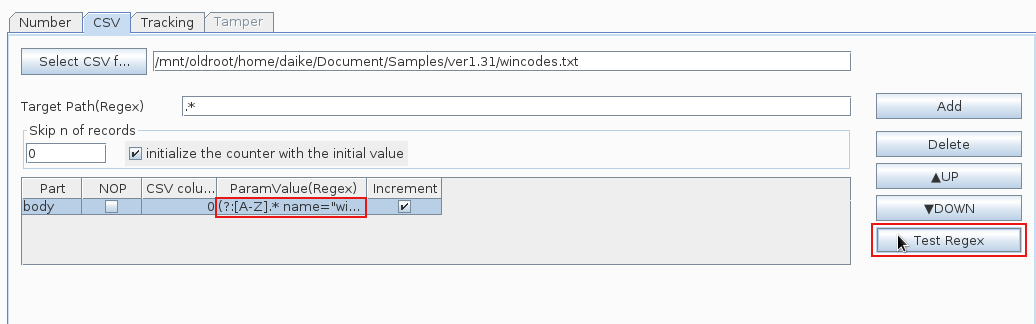 Number CSV Tracking Tamper
Select CSV f... /mnt/oldroot/home/daike/Document/Samples/ver1.31/wincodes.txt
Target Path(Regex) .* Add
Skip n of records
0 initialize the counter with the initial value Delete
▲UP
Part NOP CSV colu... ParamValue(Regex) Increment
body 0 (?:[A-Z].* name="wi... ▼DOWN
Test Regex